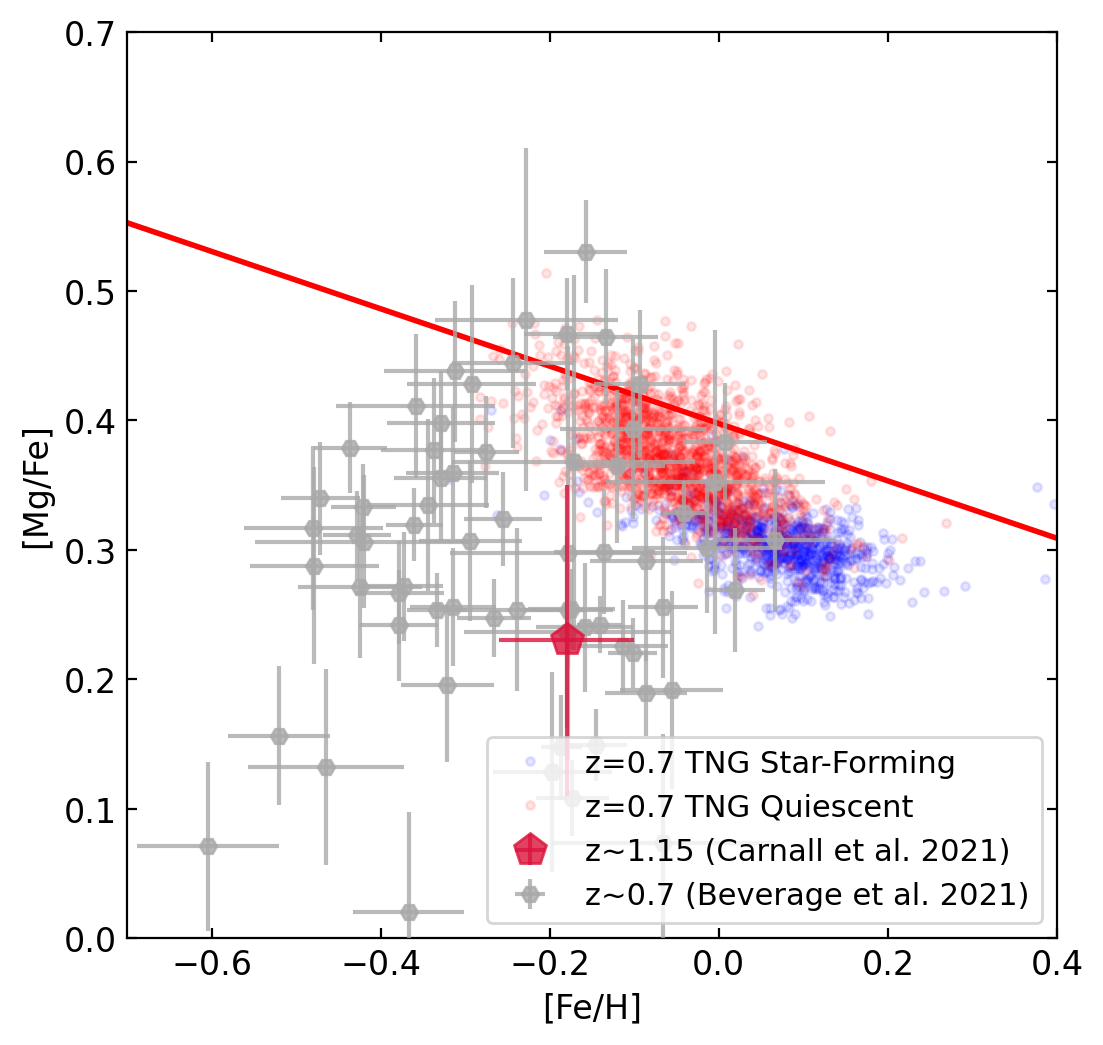 0.7
0.6
0.5
0.4
0.3
0.2
0.1
0.0
[Mg/Fe]
z=0.7 TNG Star-Forming
z=0.7 TNG Quiescent
z~1.15 (Carnall et al. 2021)
z~0.7 (Beverage et al. 2021)
−0.6 −0.4 −0.2 0.0 0.2 0.4
[Fe/H]